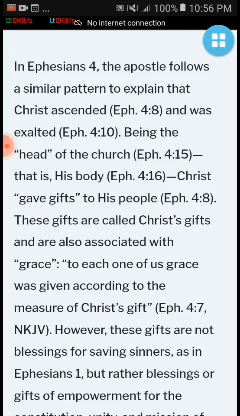 0:0KB/s U:0KB/s 100% 10:56 PM
No internet connection
In Ephesians 4, the apostle follows
a similar pattern to explain that
Christ ascended (Eph. 4:8) and was
exalted (Eph. 4:10). Being the
“head” of the church (Eph. 4:15)—
that is, His body (Eph. 4:16)—Christ
“gave gifts” to His people (Eph. 4:8).
These gifts are called Christ’s gifts
and are also associated with
“grace”: “to each one of us grace
was given according to the
measure of Christ’s gift” (Eph. 4:7,
NKJV). However, these gifts are not
blessings for saving sinners, as in
Ephesians 1, but rather blessings or
gifts of empowerment for the
constitution, unity, and mission of